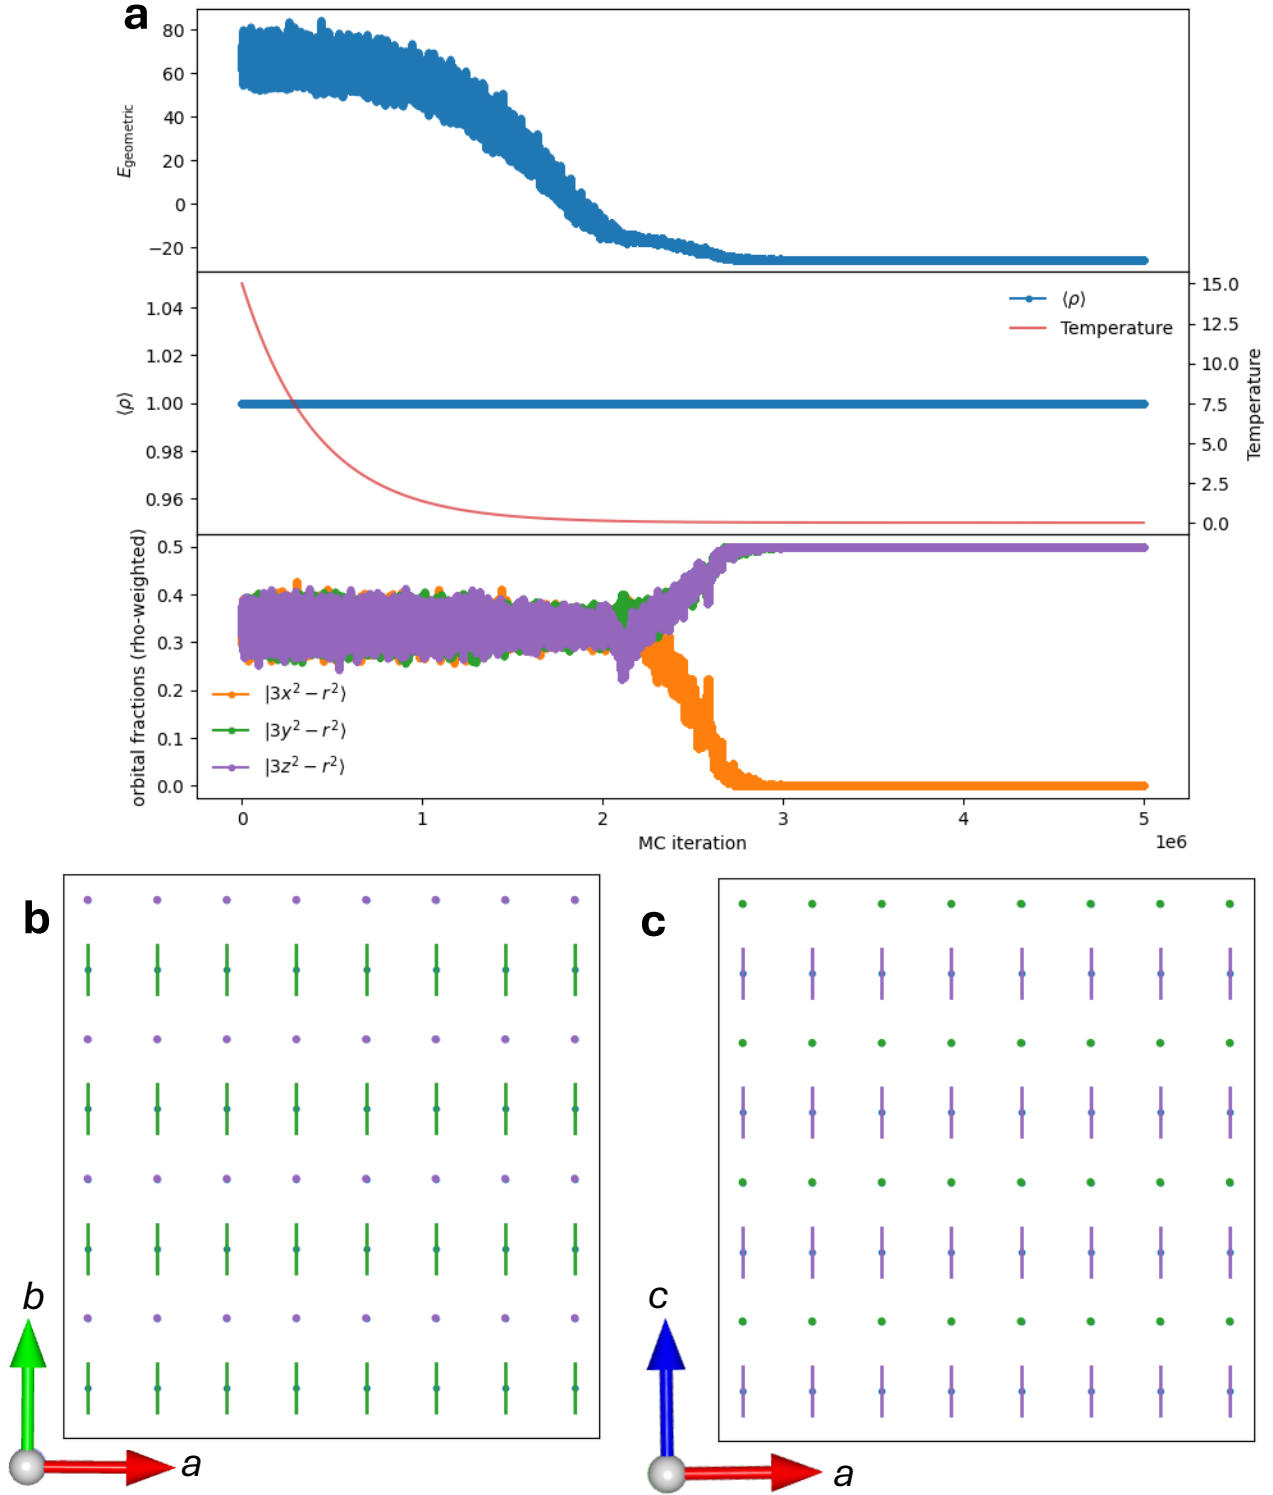 a
80
60
40
20
0
−20
E_geometric
1.04
1.02
1.00
0.98
0.96
⟨ρ⟩
⟨ρ⟩
Temperature
15.0
12.5
10.0
7.5
5.0
2.5
0.0
Temperature
0.5
0.4
0.3
0.2
0.1
0.0
orbital fractions (rho-weighted)
|3x² − r²⟩
|3y² − r²⟩
|3z² − r²⟩
0 1 2 3 4 5
MC iteration
1e6
b
b
a
c
c
a